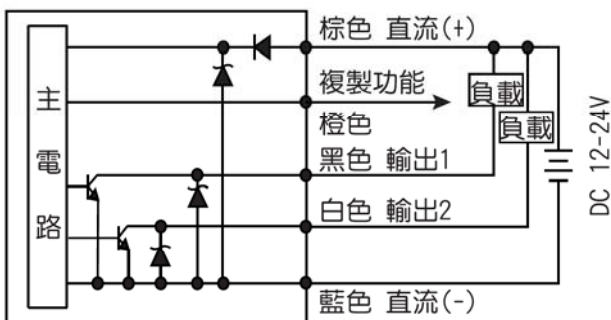 棕色 直流(+)
主電路
複製功能
橙色
負載
負載
黑色 輸出1
白色 輸出2
藍色 直流(-)
DC 12-24V